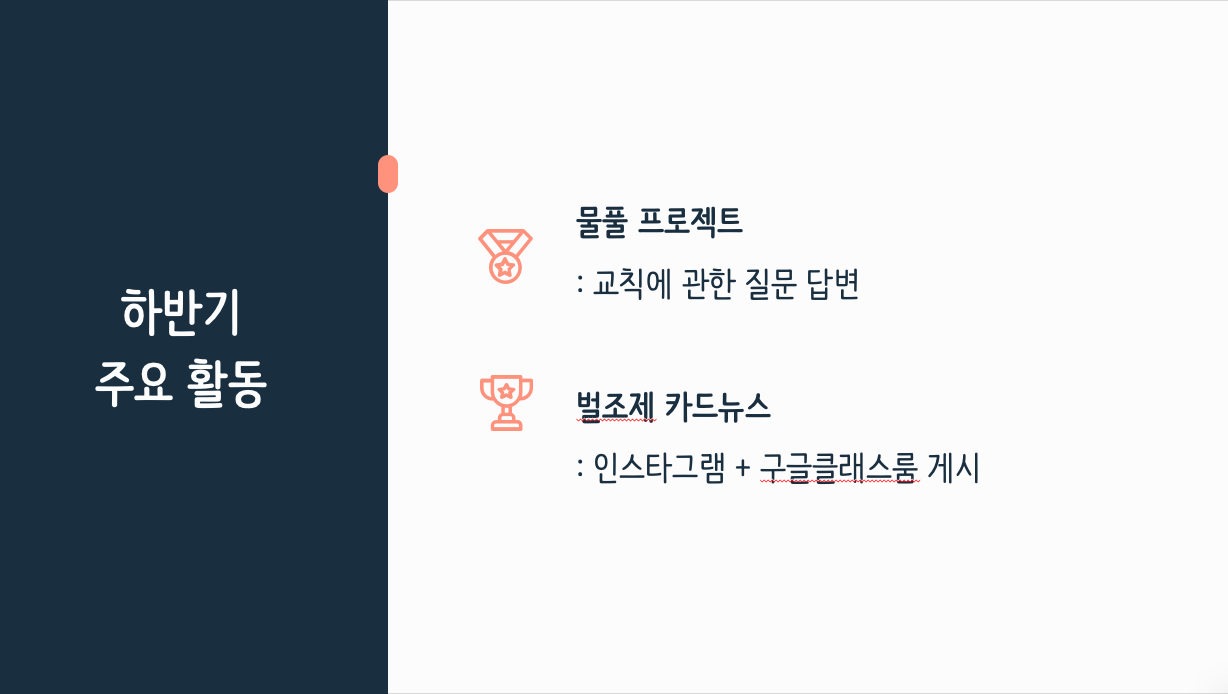 하반기
주요 활동
물풀 프로젝트
: 교칙에 관한 질문 답변
벌조제 카드뉴스
: 인스타그램 + 구글클래스룸 게시